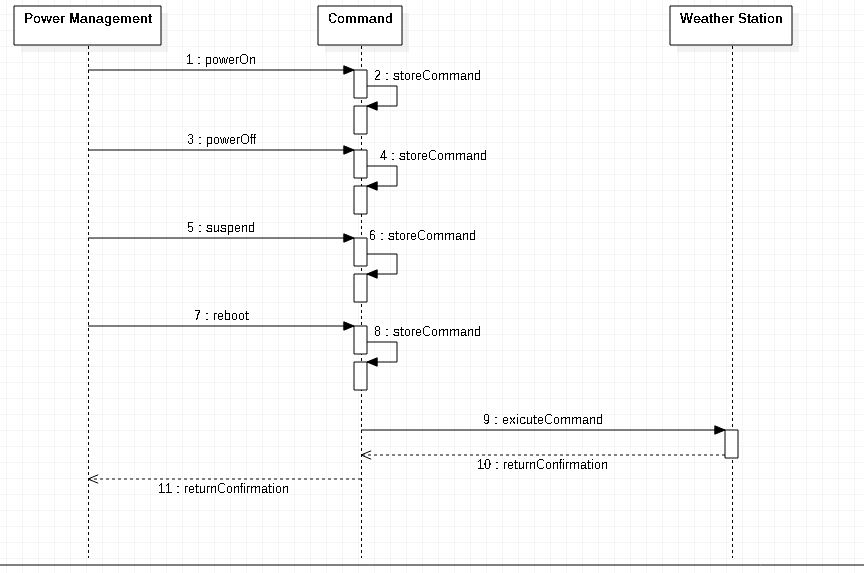 Power Management
Command
Weather Station
1 : powerOn
2 : storeCommand
3 : powerOff
4 : storeCommand
5 : suspend
6 : storeCommand
7 : reboot
8 : storeCommand
9 : exicuteCommand
10 : returnConfirmation
11 : returnConfirmation